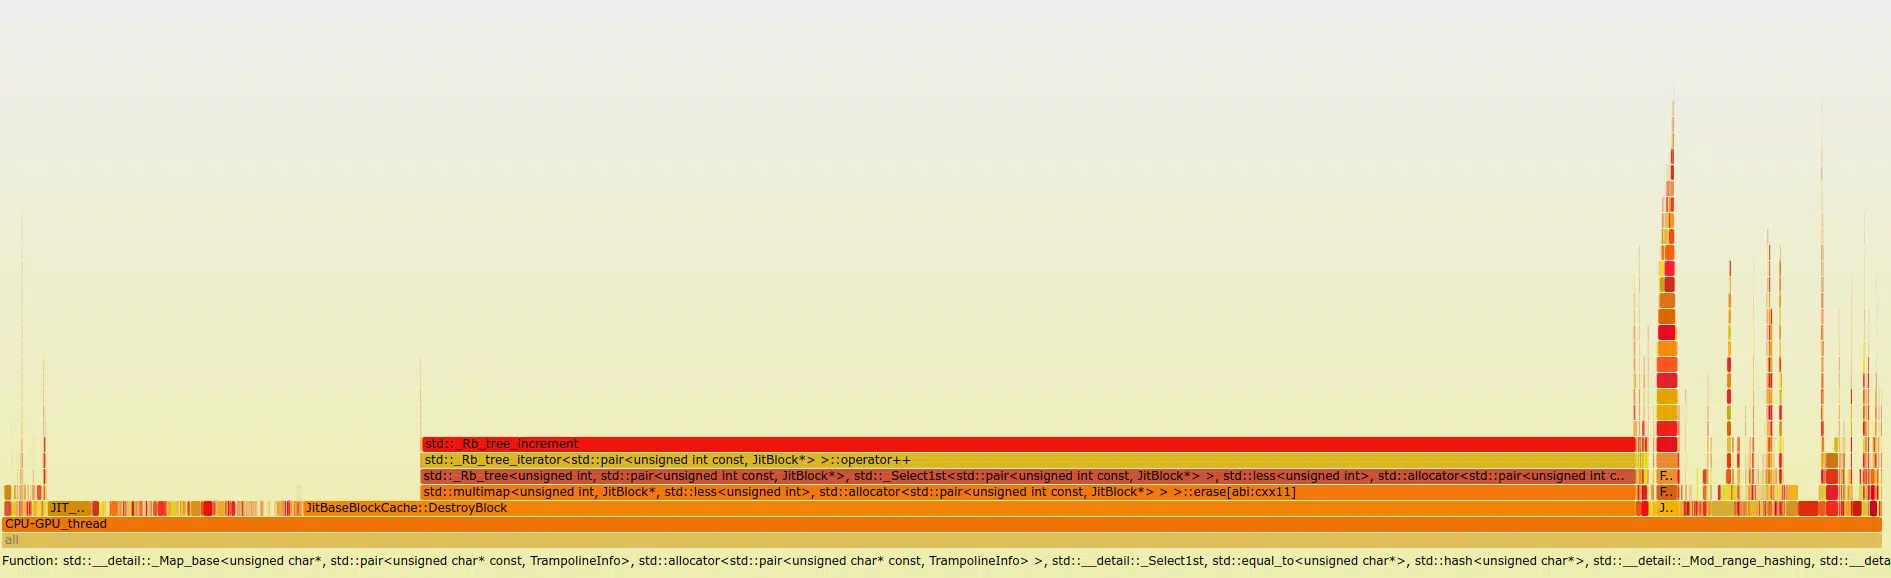 std::_Rb_tree_increment
std::_Rb_tree_iterator<std::pair<unsigned int const, JitBlock*> >::operator++
std::_Rb_tree<unsigned int, std::pair<unsigned int const, JitBlock*>, std::_Select1st<std::pair<unsigned int const, JitBlock*> >, std::less<unsigned int>, std::allocator<std::pair<unsigned int c.. F..
std::multimap<unsigned int, JitBlock*, std::less<unsigned int>, std::allocator<std::pair<unsigned int const, JitBlock*> > >::erase[abi:cxx11] F..
JIT_.. JitBaseBlockCache::DestroyBlock J..
CPU-GPU_thread
all
Function: std::__detail::_Map_base<unsigned char*, std::pair<unsigned char* const, TrampolineInfo>, std::allocator<std::pair<unsigned char* const, TrampolineInfo> >, std::__detail::_Select1st, std::equal_to<unsigned char*>, std::hash<unsigned char*>, std::__detail::_Mod_range_hashing, std::__deta